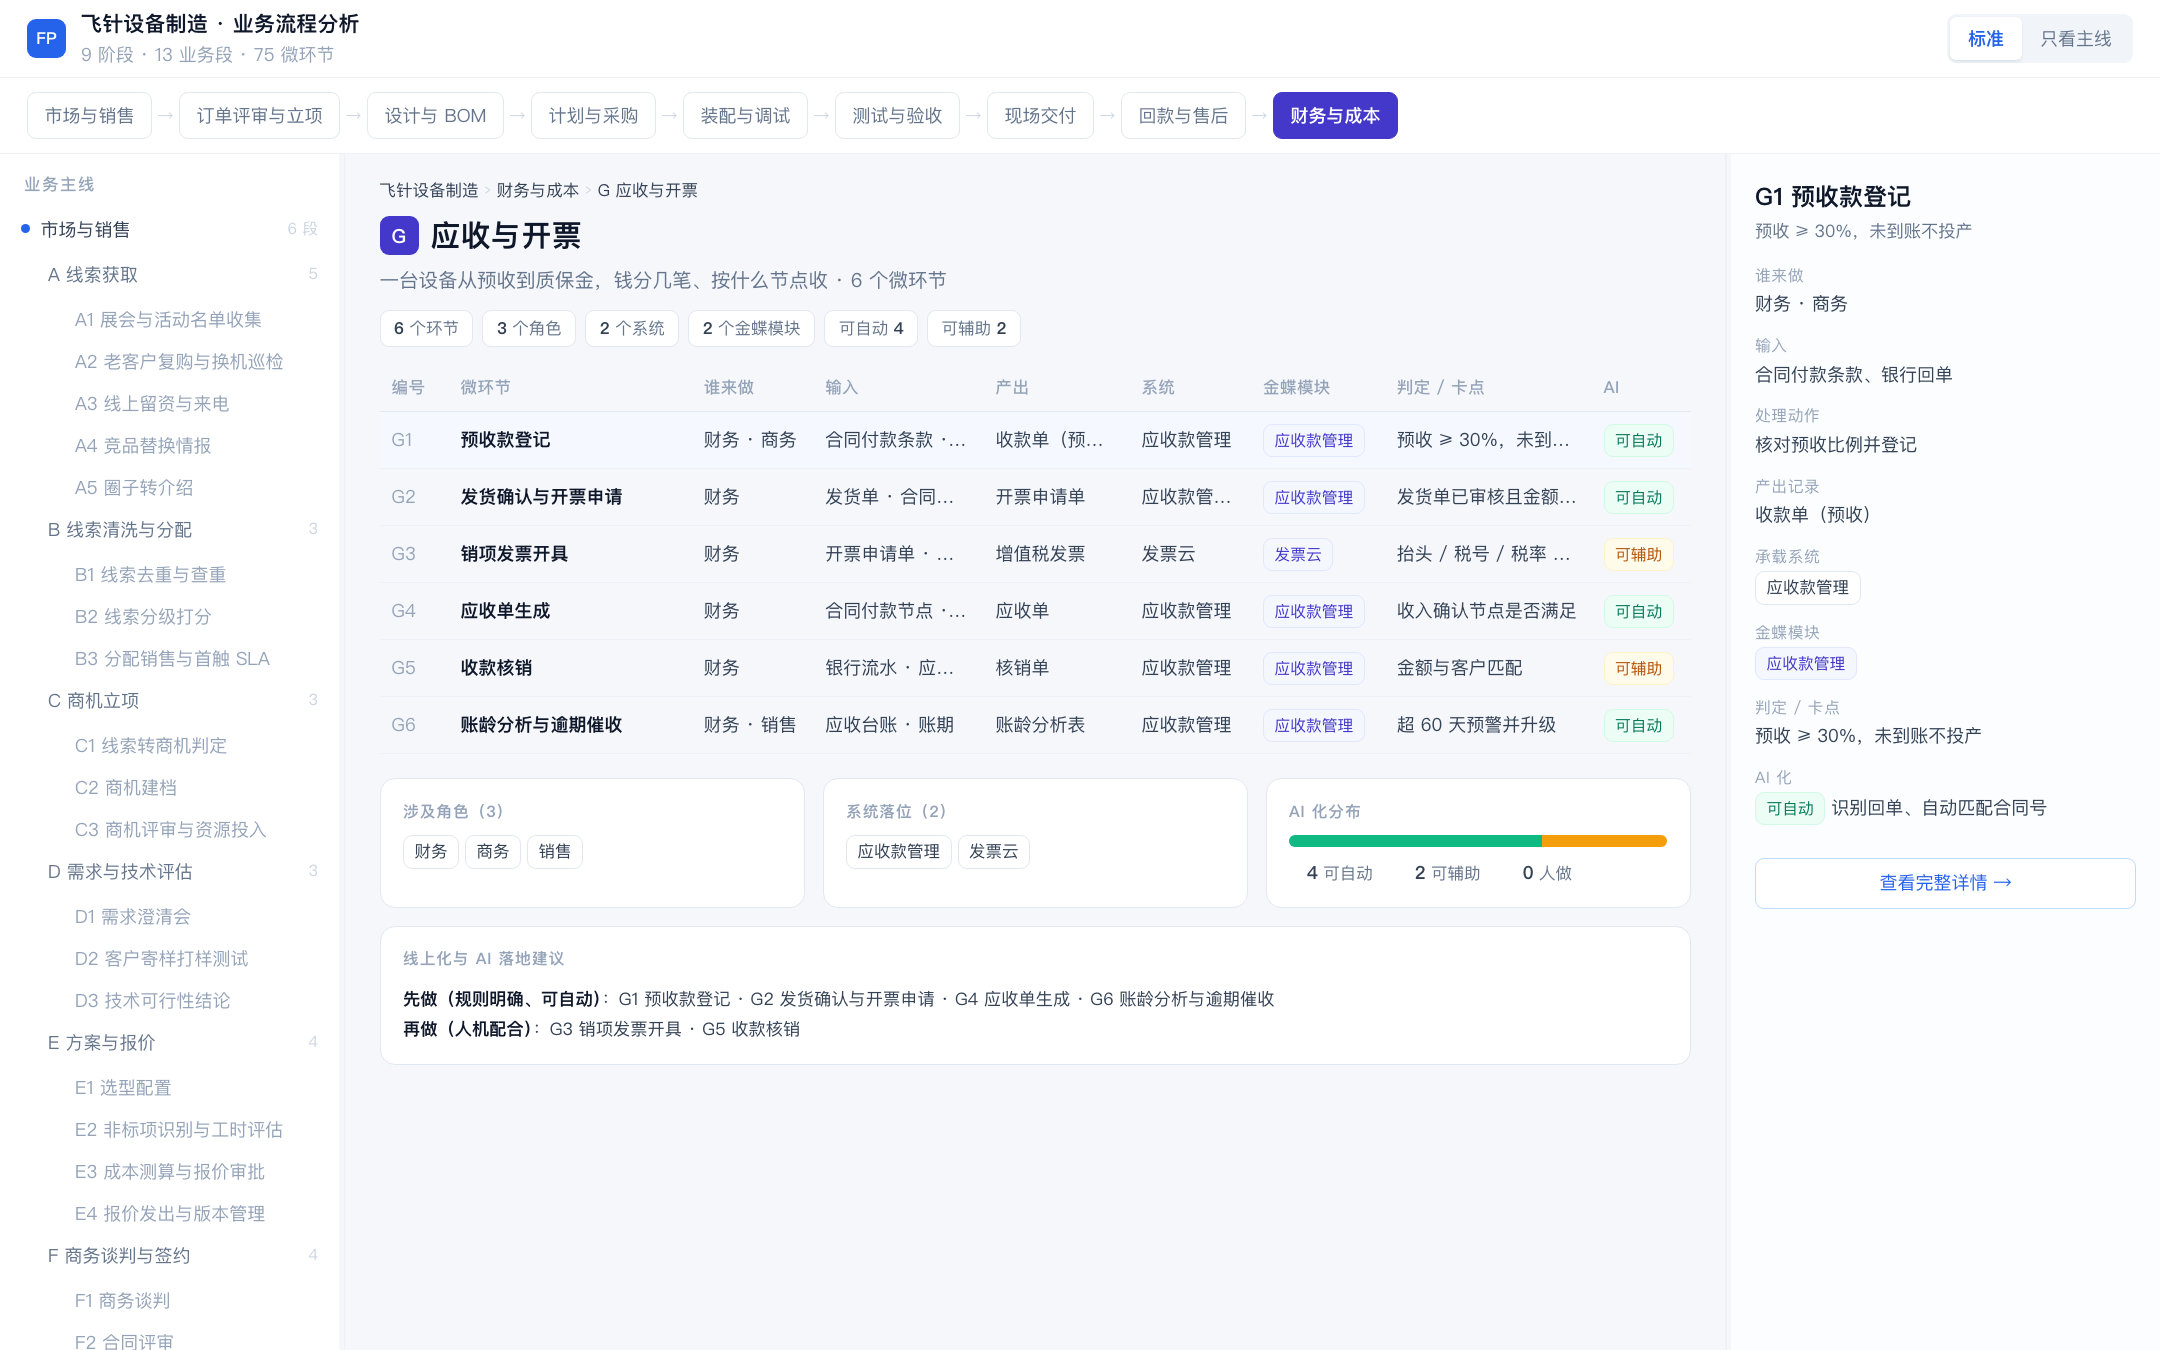 FP
飞针设备制造 · 业务流程分析
9 阶段 · 13 业务段 · 75 微环节
标准
只看主线
市场与销售 → 订单评审与立项 → 设计与 BOM → 计划与采购 → 装配与调试 → 测试与验收 → 现场交付 → 回款与售后 → 财务与成本
业务主线
市场与销售 6 段
A 线索获取 5
A1 展会与活动名单收集
A2 老客户复购与换机巡检
A3 线上留资与来电
A4 竞品替换情报
A5 圈子转介绍
B 线索清洗与分配 3
B1 线索去重与查重
B2 线索分级打分
B3 分配销售与首触 SLA
C 商机立项 3
C1 线索转商机判定
C2 商机建档
C3 商机评审与资源投入
D 需求与技术评估 3
D1 需求澄清会
D2 客户寄样打样测试
D3 技术可行性结论
E 方案与报价 4
E1 选型配置
E2 非标项识别与工时评估
E3 成本测算与报价审批
E4 报价发出与版本管理
F 商务谈判与签约 4
F1 商务谈判
F2 合同评审
飞针设备制造 › 财务与成本 › G 应收与开票
G 应收与开票
一台设备从预收到质保金，钱分几笔、按什么节点收 · 6 个微环节
6 个环节 3 个角色 2 个系统 2 个金蝶模块 可自动 4 可辅助 2
编号 微环节 谁来做 输入 产出 系统 金蝶模块 判定 / 卡点 AI
G1 预收款登记 财务 · 商务 合同付款条款 ·… 收款单（预… 应收款管理 应收款管理 预收 ≥ 30%，未到… 可自动
G2 发货确认与开票申请 财务 发货单 · 合同… 开票申请单 应收款管… 应收款管理 发货单已审核且金额… 可自动
G3 销项发票开具 财务 开票申请单 · … 增值税发票 发票云 发票云 抬头 / 税号 / 税率 … 可辅助
G4 应收单生成 财务 合同付款节点 ·… 应收单 应收款管理 应收款管理 收入确认节点是否满足 可自动
G5 收款核销 财务 银行流水 · 应… 核销单 应收款管理 应收款管理 金额与客户匹配 可辅助
G6 账龄分析与逾期催收 财务 · 销售 应收台账 · 账期 账龄分析表 应收款管理 应收款管理 超 60 天预警并升级 可自动
涉及角色（3）
财务 商务 销售
系统落位（2）
应收款管理 发票云
AI 化分布
4 可自动 2 可辅助 0 人做
线上化与 AI 落地建议
先做（规则明确、可自动）：G1 预收款登记 · G2 发货确认与开票申请 · G4 应收单生成 · G6 账龄分析与逾期催收
再做（人机配合）：G3 销项发票开具 · G5 收款核销
G1 预收款登记
预收 ≥ 30%，未到账不投产
谁来做
财务 · 商务
输入
合同付款条款、银行回单
处理动作
核对预收比例并登记
产出记录
收款单（预收）
承载系统
应收款管理
金蝶模块
应收款管理
判定 / 卡点
预收 ≥ 30%，未到账不投产
AI 化
可自动 识别回单、自动匹配合同号
查看完整详情 →